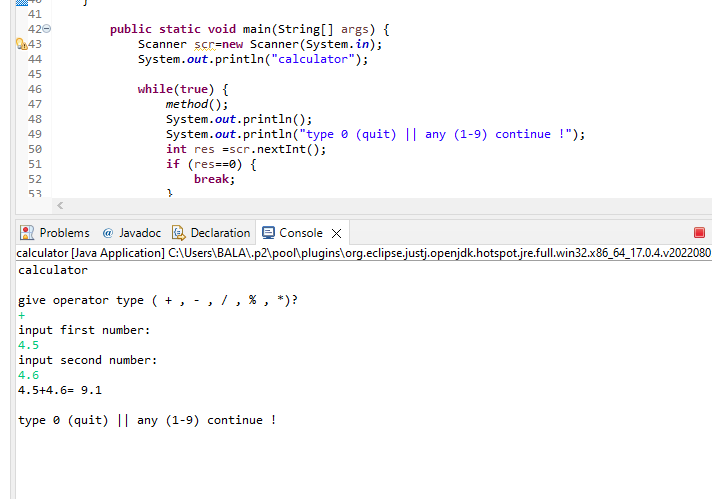 41
42 public static void main(String[] args) {
43 Scanner scr=new Scanner(System.in);
44 System.out.println("calculator");
45
46 while(true) {
47 method();
48 System.out.println();
49 System.out.println("type 0 (quit) || any (1-9) continue !");
50 int res =scr.nextInt();
51 if (res==0) {
52 break;
53 }
Problems @ Javadoc Declaration Console
calculator [Java Application] C:\Users\BALA\.p2\pool\plugins\org.eclipse.justj.openjdk.hotspot.jre.full.win32.x86_64_17.0.4.v2022080
calculator
give operator type ( + , - , / , % , *)?
+
input first number:
4.5
input second number:
4.6
4.5+4.6= 9.1
type 0 (quit) || any (1-9) continue !